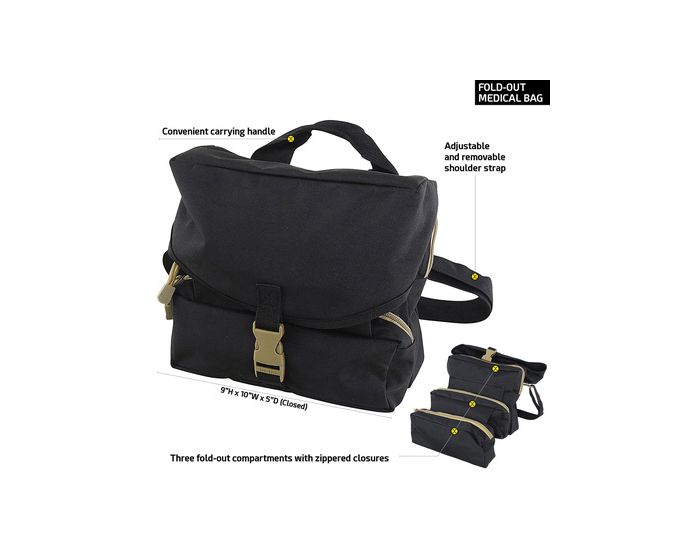 FOLD-OUT
MEDICAL BAG
Convenient carrying handle
Adjustable
and removable
shoulder strap
9"H x 10"W x 5"D (Closed)
Three fold-out compartments with zippered closures